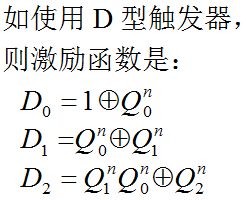 如使用 D 型触发器，
则激励函数是：
D₀ = 1⊕Q₀ⁿ
D₁ =Q₀ⁿ⊕Q₁ⁿ
D₂ = Q₁ⁿQ₀ⁿ⊕Q₂ⁿ